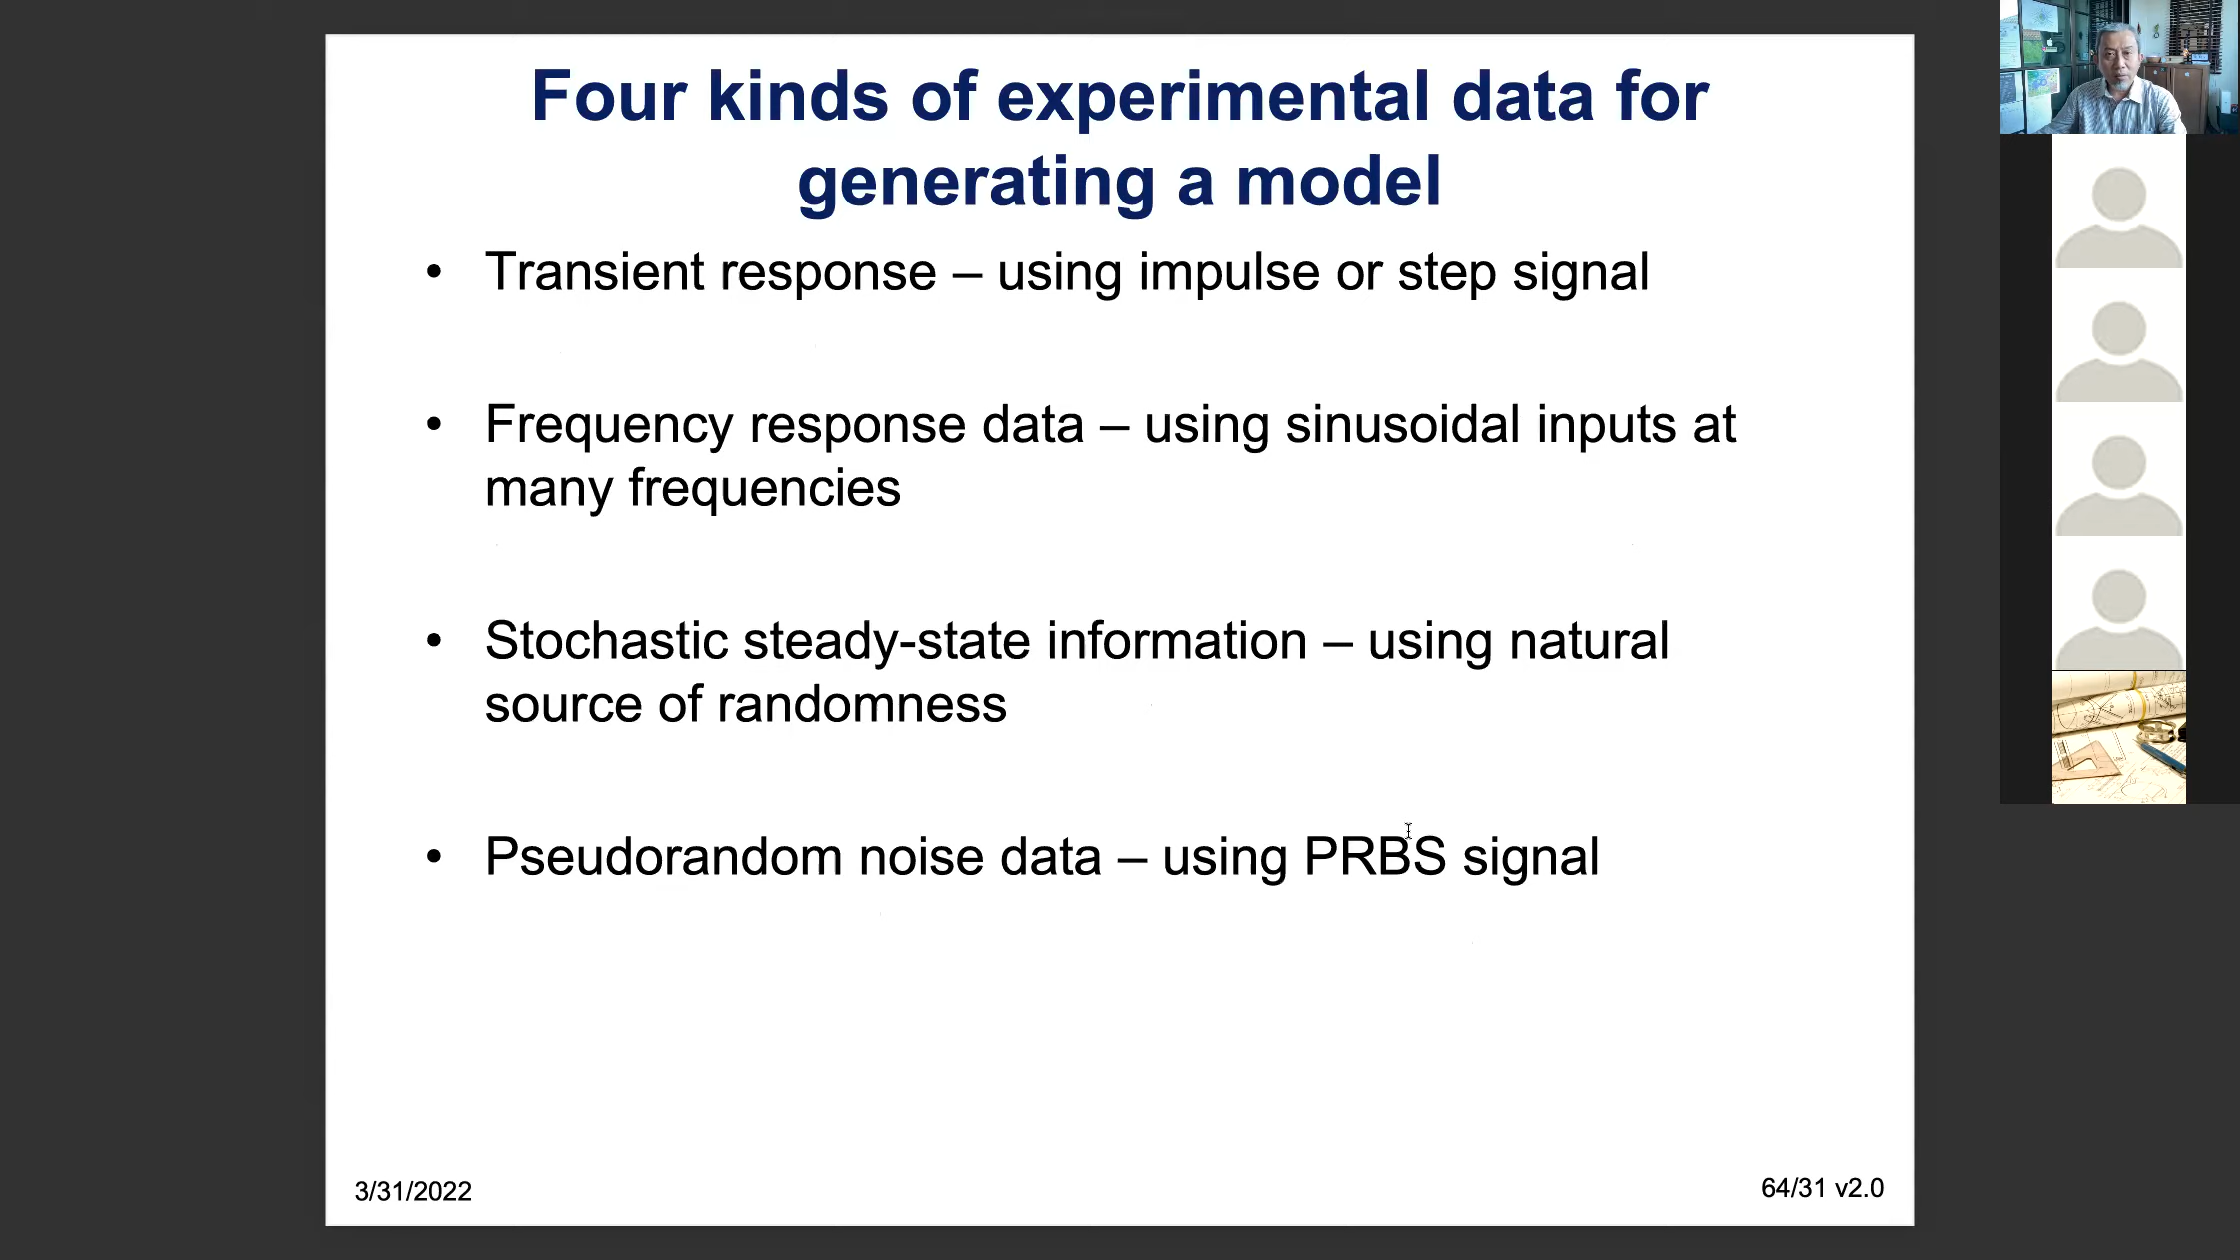 Four kinds of experimental data for
generating a model
• Transient response – using impulse or step signal
• Frequency response data – using sinusoidal inputs at
many frequencies
• Stochastic steady-state information – using natural
source of randomness
• Pseudorandom noise data – using PRBS signal
3/31/2022
64/31 v2.0